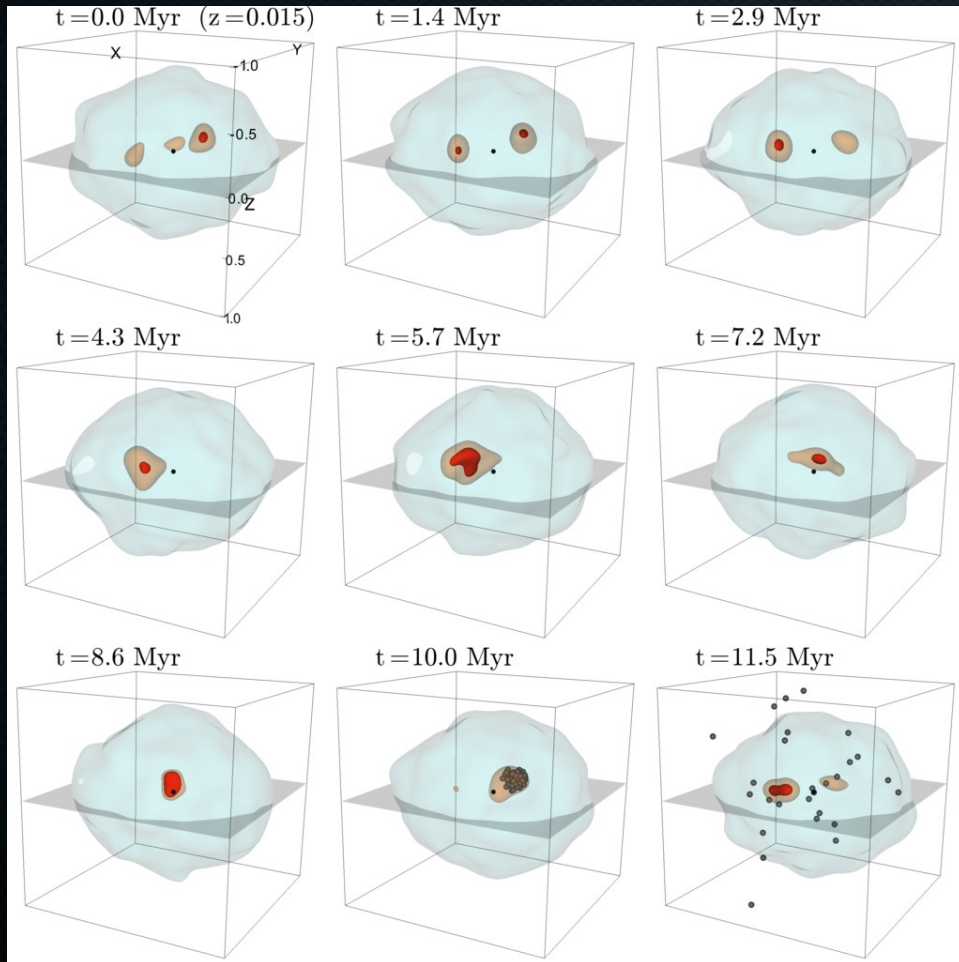 t=0.0 Myr (z=0.015)
t=1.4 Myr
t=2.9 Myr
X
Y
-1.0
-0.5
0.0
Z
0.5
1.0
t=4.3 Myr
t=5.7 Myr
t=7.2 Myr
t=8.6 Myr
t=10.0 Myr
t=11.5 Myr